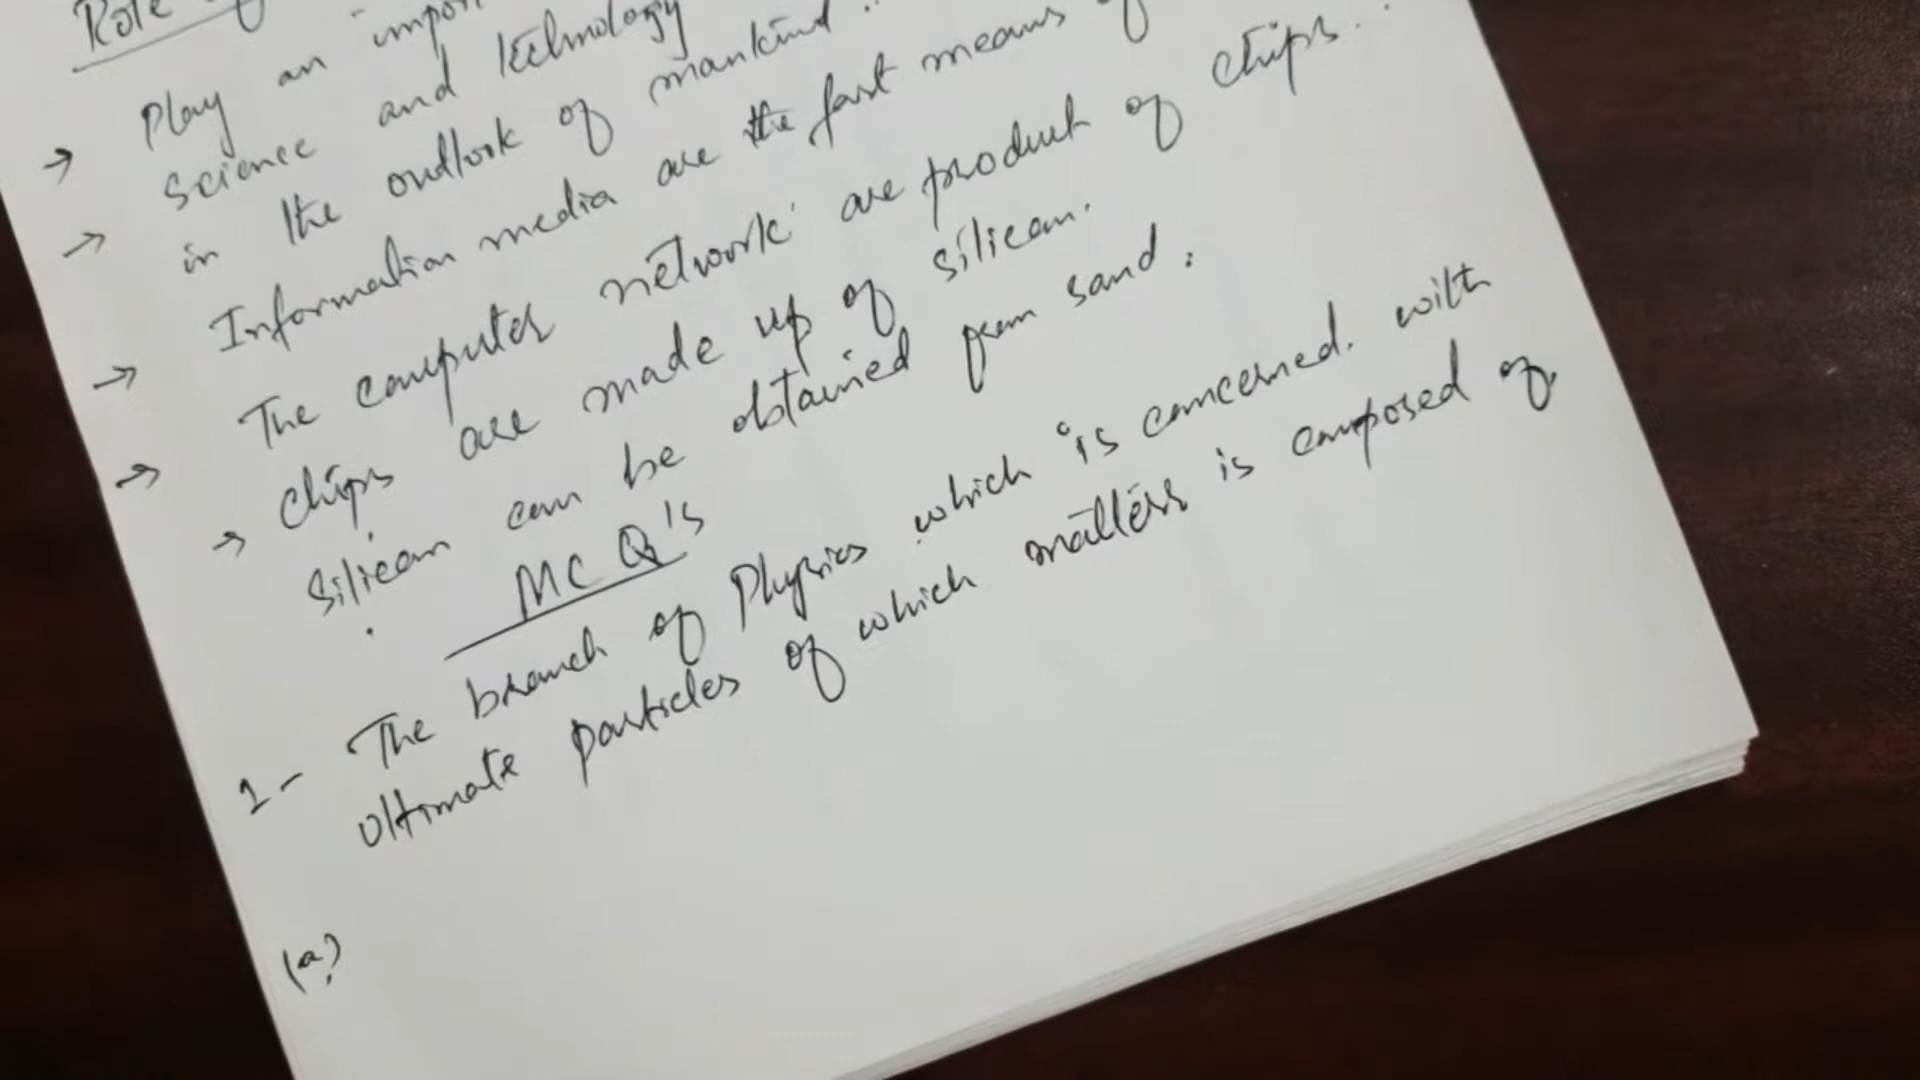 Role
Play an
science and technology
in the outlook of mankind
Information media are the fast means of
The computer network are product of chips.
Chips are made up of silicon.
Silicon can be obtained from sand.
MCQ's
1- The branch of Physics which is concerned. with
ultimate particles of which matters is composed of.
(a)